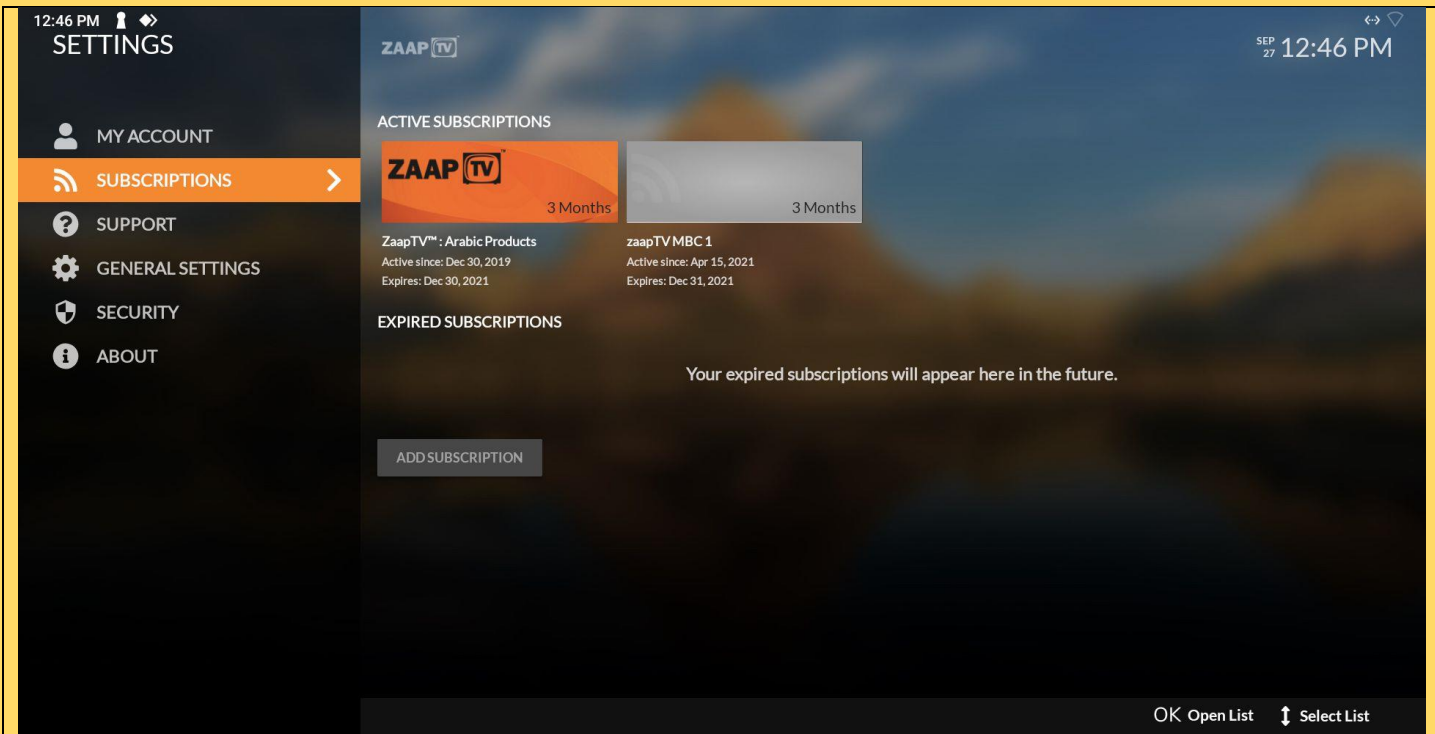 12:46 PM
SETTINGS
ZAAP TV
SEP 27 12:46 PM
MY ACCOUNT
SUBSCRIPTIONS
SUPPORT
GENERAL SETTINGS
SECURITY
ABOUT
ACTIVE SUBSCRIPTIONS
ZAAP TV™
3 Months
3 Months
ZaapTV™ : Arabic Products
Active since: Dec 30, 2019
Expires: Dec 30, 2021
zaapTV MBC 1
Active since: Apr 15, 2021
Expires: Dec 31, 2021
EXPIRED SUBSCRIPTIONS
Your expired subscriptions will appear here in the future.
ADD SUBSCRIPTION
OK Open List
Select List